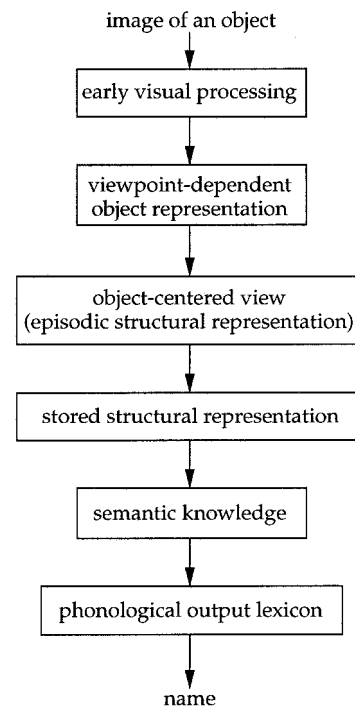 image of an object
early visual processing
viewpoint-dependent
object representation
object-centered view
(episodic structural representation)
stored structural representation
semantic knowledge
phonological output lexicon
name